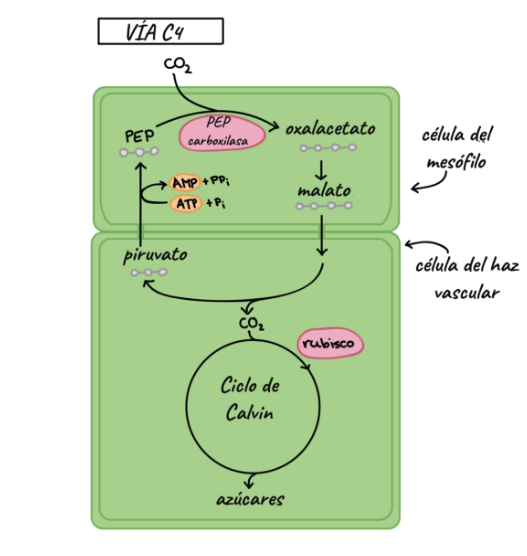 VÍA C4
CO2
PEP
PEP
carboxilasa
oxalacetato
AMP +PPi
ATP +Pi
malato
célula del
mesófilo
piruvato
célula del haz
vascular
CO2
rubisco
Ciclo de
Calvin
azúcares